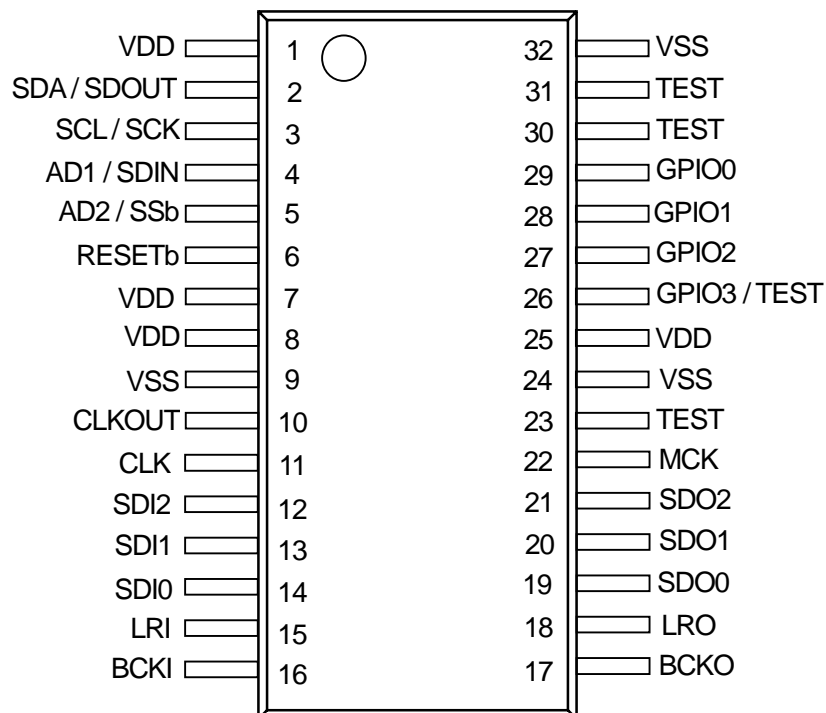 VDD 1 32 VSS
SDA / SDOUT 2 31 TEST
SCL / SCK 3 30 TEST
AD1 / SDIN 4 29 GPIO0
AD2 / SSb 5 28 GPIO1
RESETb 6 27 GPIO2
VDD 7 26 GPIO3 / TEST
VDD 8 25 VDD
VSS 9 24 VSS
CLKOUT 10 23 TEST
CLK 11 22 MCK
SDI2 12 21 SDO2
SDI1 13 20 SDO1
SDI0 14 19 SDO0
LRI 15 18 LRO
BCKI 16 17 BCKO